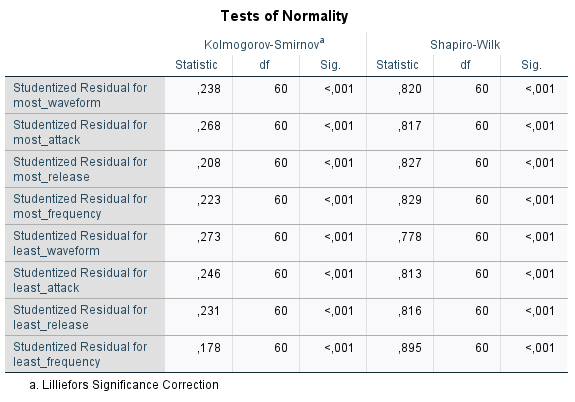 Tests of Normality
Kolmogorov-Smirnovᵃ Shapiro-Wilk
Statistic df Sig. Statistic df Sig.
Studentized Residual for most_waveform ,238 60 <,001 ,820 60 <,001
Studentized Residual for most_attack ,268 60 <,001 ,817 60 <,001
Studentized Residual for most_release ,208 60 <,001 ,827 60 <,001
Studentized Residual for most_frequency ,223 60 <,001 ,829 60 <,001
Studentized Residual for least_waveform ,273 60 <,001 ,778 60 <,001
Studentized Residual for least_attack ,246 60 <,001 ,813 60 <,001
Studentized Residual for least_release ,231 60 <,001 ,816 60 <,001
Studentized Residual for least_frequency ,178 60 <,001 ,895 60 <,001
a. Lilliefors Significance Correction